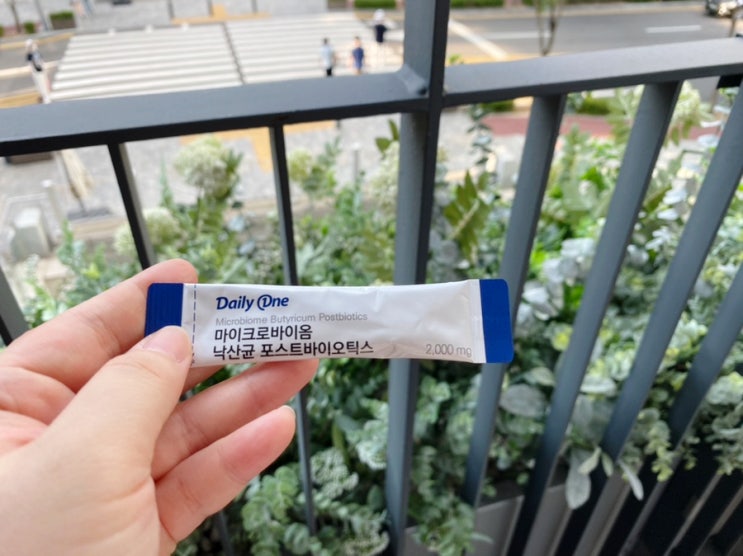 Daily One
Microbiome Butyricum Postbiotics
마이크로바이옴
낙산균 포스트바이오틱스
2,000 mg